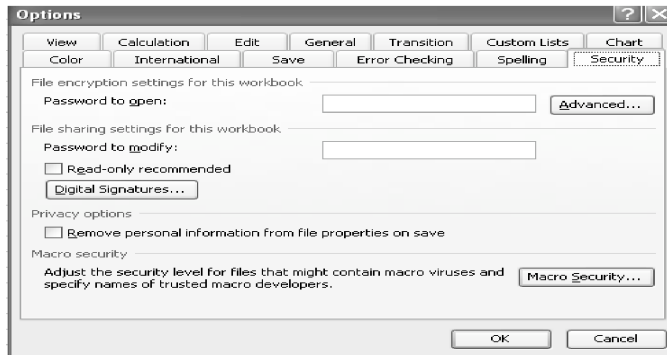 Options
View Calculation Edit General Transition Custom Lists Chart
Color International Save Error Checking Spelling Security
File encryption settings for this workbook
Password to open: Advanced...
File sharing settings for this workbook
Password to modify:
Read-only recommended
Digital Signatures...
Privacy options
Remove personal information from file properties on save
Macro security
Adjust the security level for files that might contain macro viruses and
specify names of trusted macro developers. Macro Security...
OK Cancel